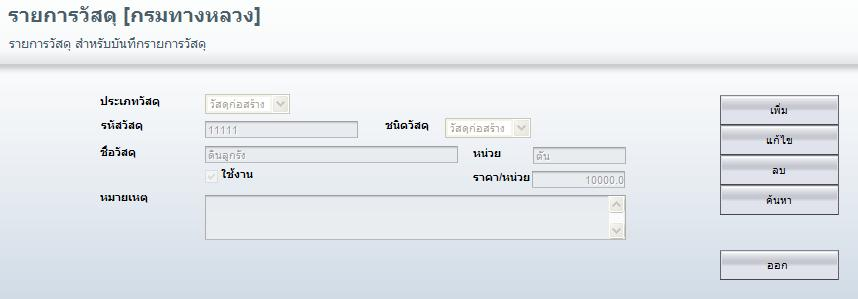 รายการวัสดุ [กรมทางหลวง]
รายการวัสดุ สำหรับบันทึกรายการวัสดุ
ประเภทวัสดุ วัสดุก่อสร้าง
รหัสวัสดุ 11111 ชนิดวัสดุ วัสดุก่อสร้าง
ชื่อวัสดุ ดินลูกรัง หน่วย ตัน
ใช้งาน ราคา/หน่วย 10000.0
หมายเหตุ
เพิ่ม
แก้ไข
ลบ
ค้นหา
ออก